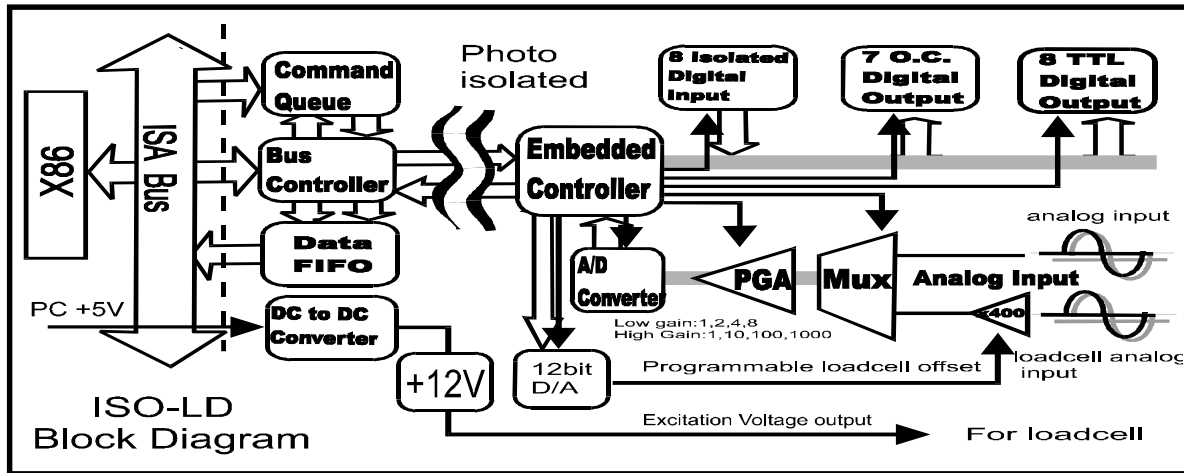 98X
ISA Bus
PC +5V
Command
Queue
Bus
Controller
Data
FIFO
DC to DC
Converter
+12V
Photo
isolated
Embedded
Controller
8 Isolated
Digital
Input
7 O.C.
Digital
Output
8 TTL
Digital
Output
A/D
Converter
PGA
Mux
Analog Input
analog input
x400
loadcell analog
input
Low gain:1,2,4,8
High Gain:1,10,100,1000
12bit
D/A
Programmable loadcell offset
Excitation Voltage output
For loadcell
ISO-LD
Block Diagram